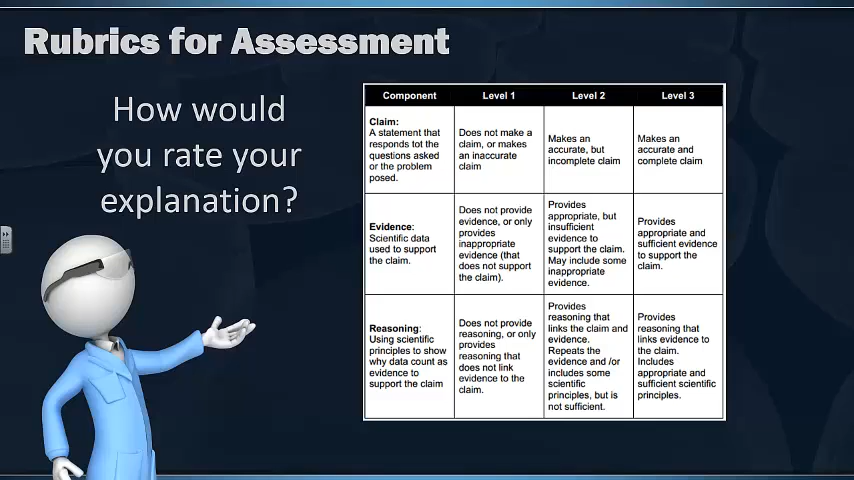 Rubrics for Assessment
How would
you rate your
explanation?
Component Level 1 Level 2 Level 3
Claim:
A statement that
responds tot the
questions asked
or the problem
posed.
Does not make a
claim, or makes
an inaccurate
claim
Makes an
accurate, but
incomplete claim
Makes an
accurate and
complete claim
Evidence:
Scientific data
used to support
the claim.
Does not provide
evidence, or only
provides
inappropriate
evidence (that
does not support
the claim).
Provides
appropriate, but
insufficient
evidence to
support the claim.
May include some
inappropriate
evidence.
Provides
appropriate and
sufficient evidence
to support the
claim.
Reasoning:
Using scientific
principles to show
why data count as
evidence to
support the claim
Does not provide
reasoning, or only
provides
reasoning that
does not link
evidence to the
claim.
Provides
reasoning that
links the claim and
evidence.
Repeats the
evidence and /or
includes some
scientific
principles, but is
not sufficient.
Provides
reasoning that
links evidence to
the claim.
Includes
appropriate and
sufficient scientific
principles.